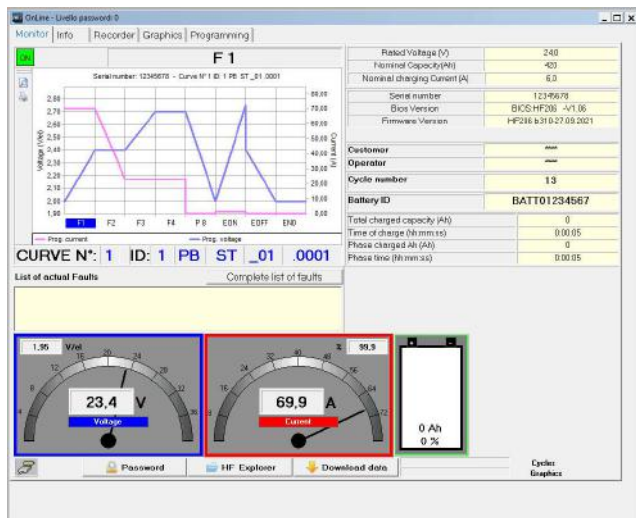 OnLine - Livello password: 0
Monitor Info Recorder Graphics Programming
ON
F 1
Serial number: 12345678 - Curve N°1 ID: 1 PB ST _01 .0001
Voltage (V/el)
2,80
2,70
2,60
2,50
2,40
2,30
2,20
2,10
2,00
1,90
80,00
70,00
60,00
50,00
40,00
30,00
20,00
10,00
0,00
Current (A)
F1 F2 F3 F4 P8 EQN EQFF END
Prog. current Prog. voltage
CURVE N°: 1 ID: 1 PB ST _01 .0001
List of actual Faults
Complete list of faults
Rated Voltage (V) 24,0
Nominal Capacity(Ah) 420
Nominal charging Current (A) 6,0
Serial number 12345678
Bios Version BIOS:HF206 -V1.06
Firmware Version HF206 b310-27.09.2021
Customer ****
Operator ****
Cycle number 13
Battery ID BATT01234567
Total charged capacity (Ah) 0
Time of charge (hh:mm:ss) 0:00:05
Phase charged Ah (Ah) 0
Phase time (hh:mm:ss) 0:00:05
1,95 V/el
4 8 12 16 20 24 28 32 36
23,4 V
Voltage
% 99,9
8 16 24 32 40 48 56 64 72
69,9 A
Current
+ -
0 Ah
0 %
Password
HF Explorer
Download data
Cycles
Graphics